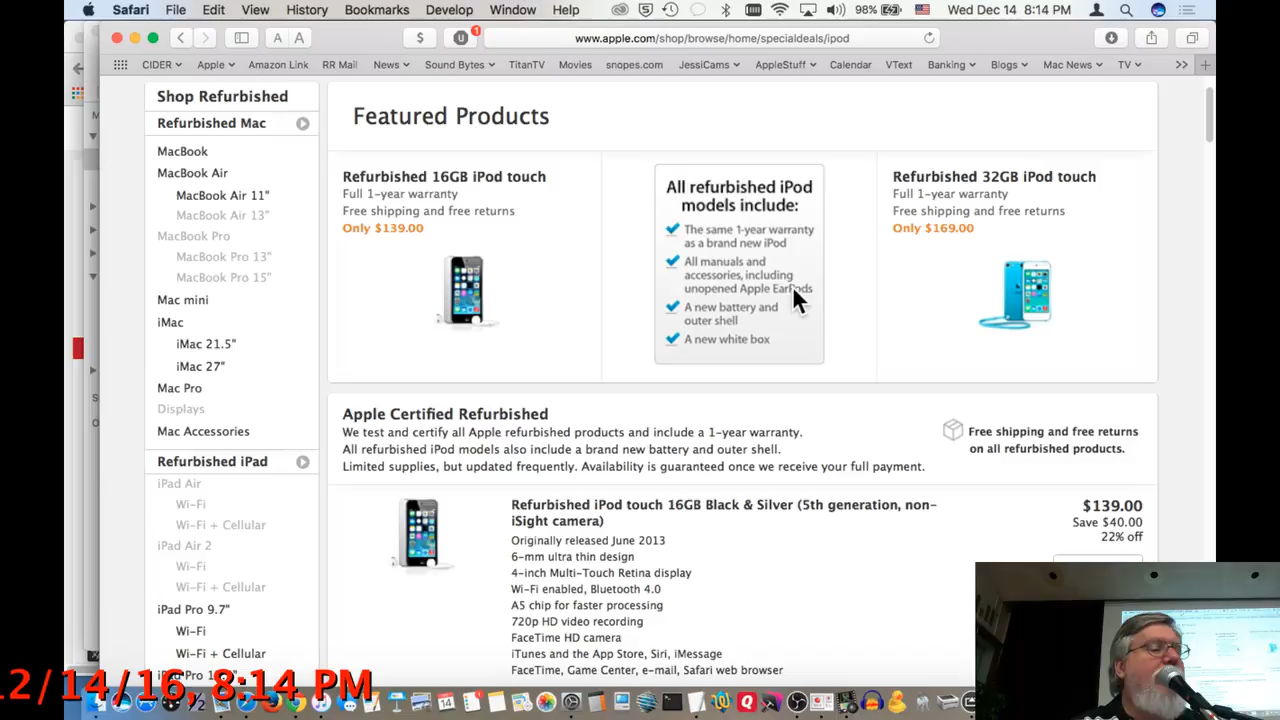 Safari File Edit View History Bookmarks Develop Window Help 98% Wed Dec 14 8:14 PM
www.apple.com/shop/browse/home/specialdeals/ipod
CIDER Apple Amazon Link RR Mail News Sound Bytes TitanTV Movies snopes.com JessiCams AppleStuff Calendar VText Banking Blogs Mac News TV
Shop Refurbished
Refurbished Mac
MacBook
MacBook Air
MacBook Air 11"
MacBook Air 13"
MacBook Pro
MacBook Pro 13"
MacBook Pro 15"
Mac mini
iMac
iMac 21.5"
iMac 27"
Mac Pro
Displays
Mac Accessories
Refurbished iPad
iPad Air
Wi-Fi
Wi-Fi + Cellular
iPad Air 2
Wi-Fi
Wi-Fi + Cellular
iPad Pro 9.7"
Wi-Fi
Wi-Fi + Cellular
iPad Pro
Featured Products
Refurbished 16GB iPod touch
Full 1-year warranty
Free shipping and free returns
Only $139.00
All refurbished iPod
models include:
The same 1-year warranty
as a brand new iPod
All manuals and
accessories, including
unopened Apple EarPods
A new battery and
outer shell
A new white box
Refurbished 32GB iPod touch
Full 1-year warranty
Free shipping and free returns
Only $169.00
Apple Certified Refurbished
We test and certify all Apple refurbished products and include a 1-year warranty.
All refurbished iPod models also include a brand new battery and outer shell.
Limited supplies, but updated frequently. Availability is guaranteed once we receive your full payment.
Free shipping and free returns
on all refurbished products.
Refurbished iPod touch 16GB Black & Silver (5th generation, non-
iSight camera)
Originally released June 2013
6-mm ultra thin design
4-inch Multi-Touch Retina display
Wi-Fi enabled, Bluetooth 4.0
A5 chip for faster processing
720p video recording
FaceTime HD camera
iTunes and the App Store, Siri, iMessage
FaceTime, Game Center, e-mail, Safari web browser
$139.00
Save $40.00
22% off
2/14/16, 8:14 PM